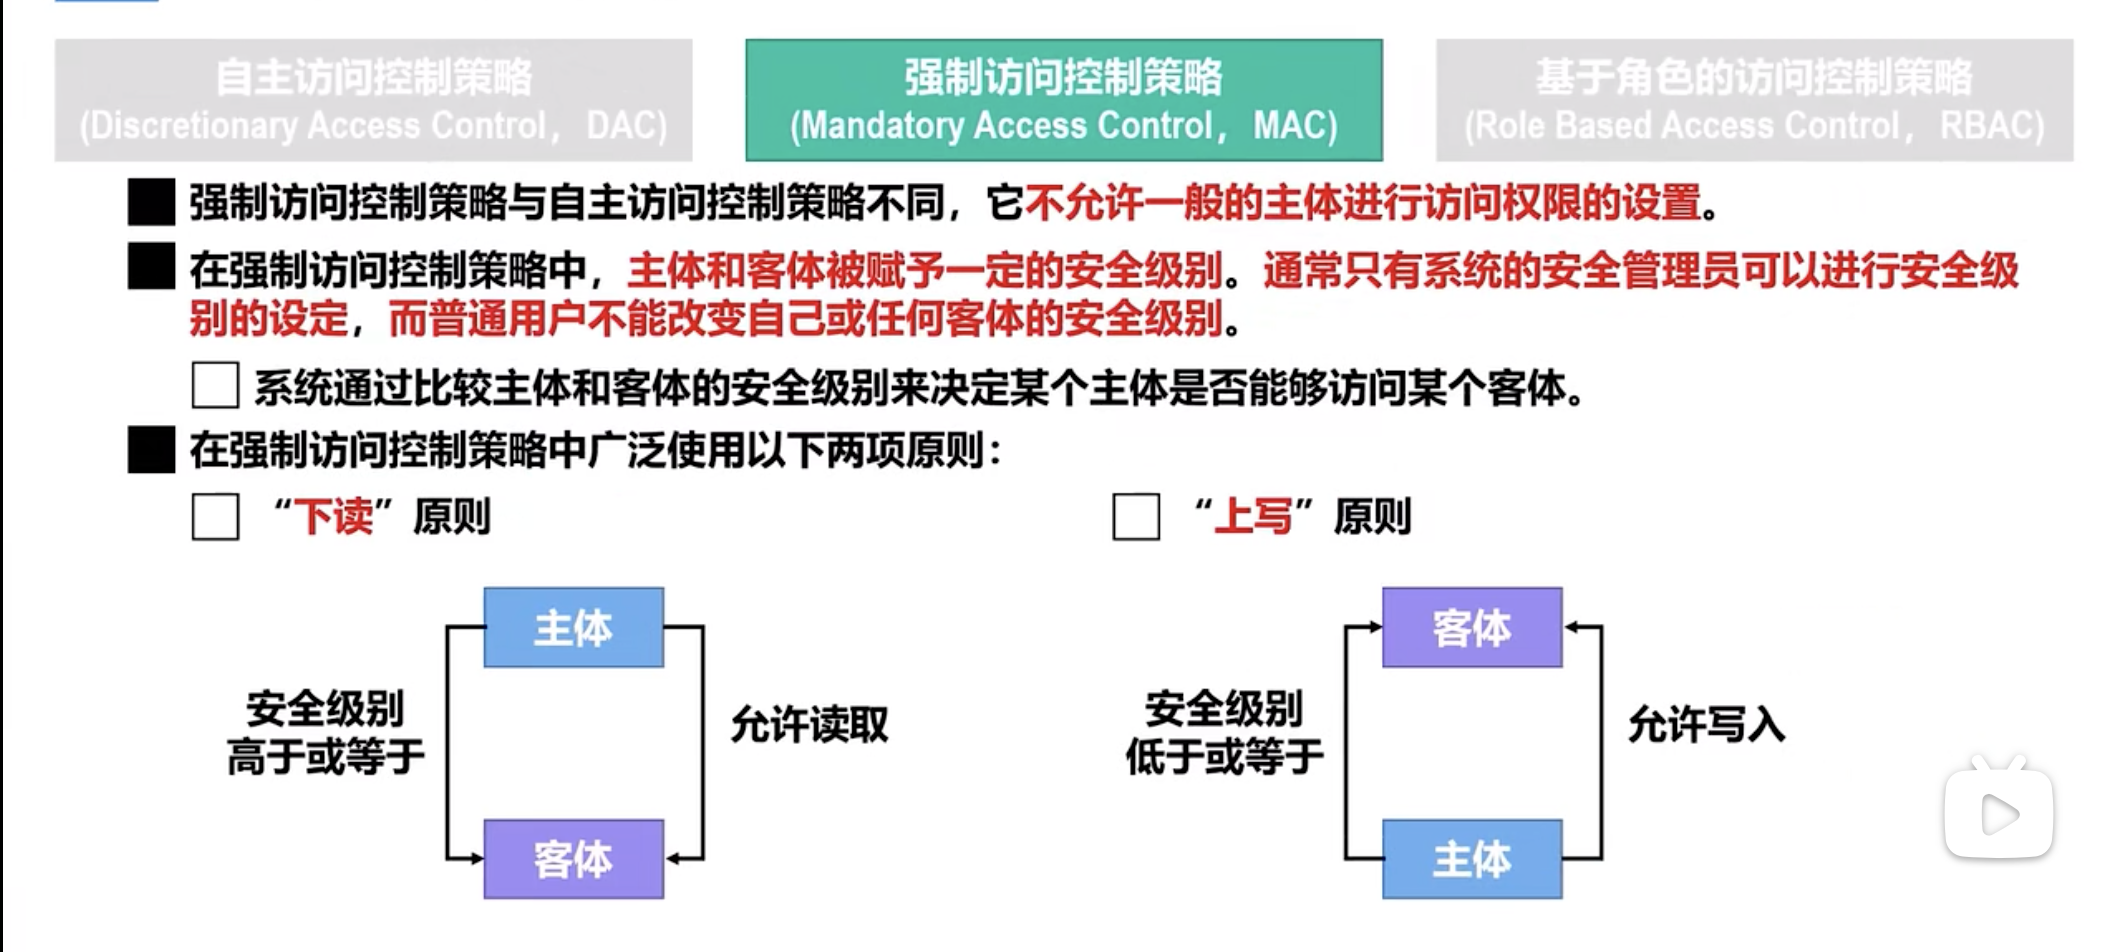 自主访问控制策略
(Discretionary Access Control， DAC)
强制访问控制策略
(Mandatory Access Control， MAC)
基于角色的访问控制策略
(Role Based Access Control， RBAC)
强制访问控制策略与自主访问控制策略不同，它不允许一般的主体进行访问权限的设置。
在强制访问控制策略中，主体和客体被赋予一定的安全级别。通常只有系统的安全管理员可以进行安全级
别的设定，而普通用户不能改变自己或任何客体的安全级别。
系统通过比较主体和客体的安全级别来决定某个主体是否能够访问某个客体。
在强制访问控制策略中广泛使用以下两项原则：
“下读”原则
“上写”原则
主体
安全级别
高于或等于
允许读取
客体
客体
安全级别
低于或等于
允许写入
主体